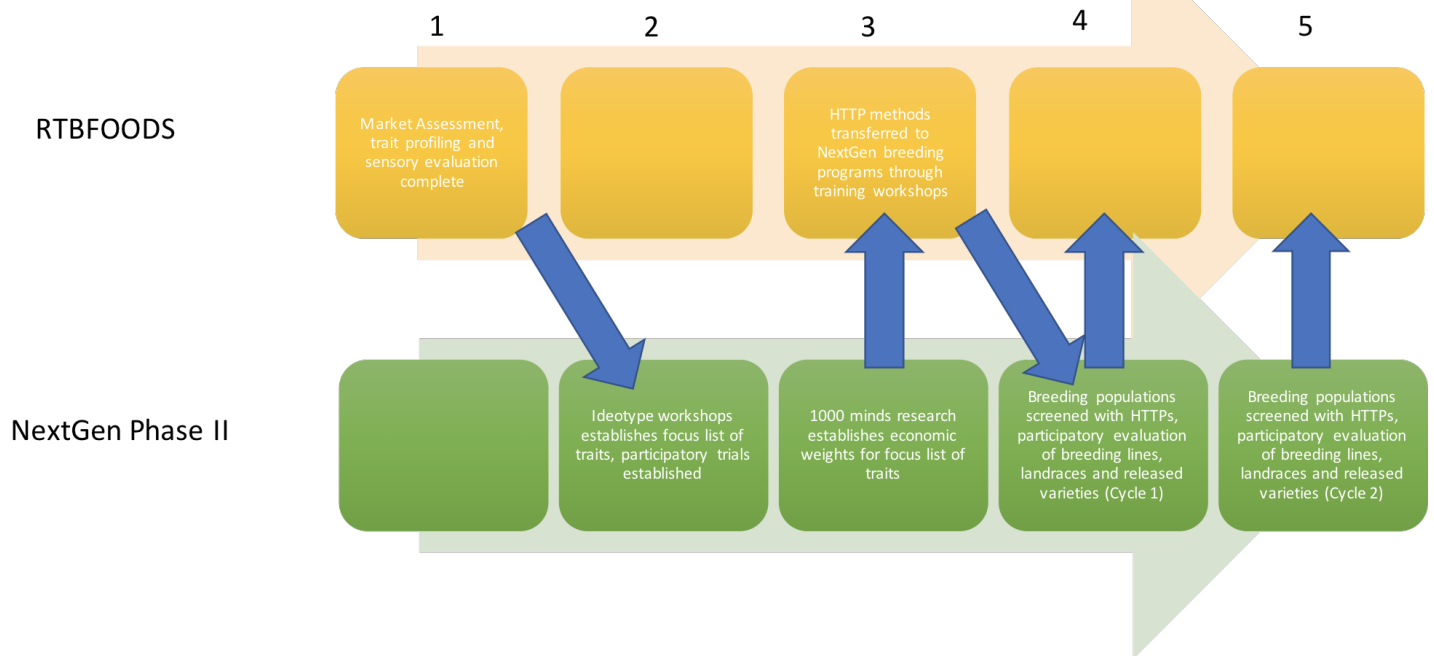 1
2
3
4
5
RTBFOODS
Market Assessment,
trait profiling and
sensory evaluation
complete
HTTP methods
transferred to
NextGen breeding
programs through
training workshops
NextGen Phase II
Ideotype workshops
establishes focus list of
traits, participatory trials
established
1000 minds research
establishes economic
weights for focus list of
traits
Breeding populations
screened with HTTPs,
participatory evaluation
of breeding lines,
landraces and released
varieties (Cycle 1)
Breeding populations
screened with HTTPs,
participatory evaluation
of breeding lines,
landraces and released
varieties (Cycle 2)